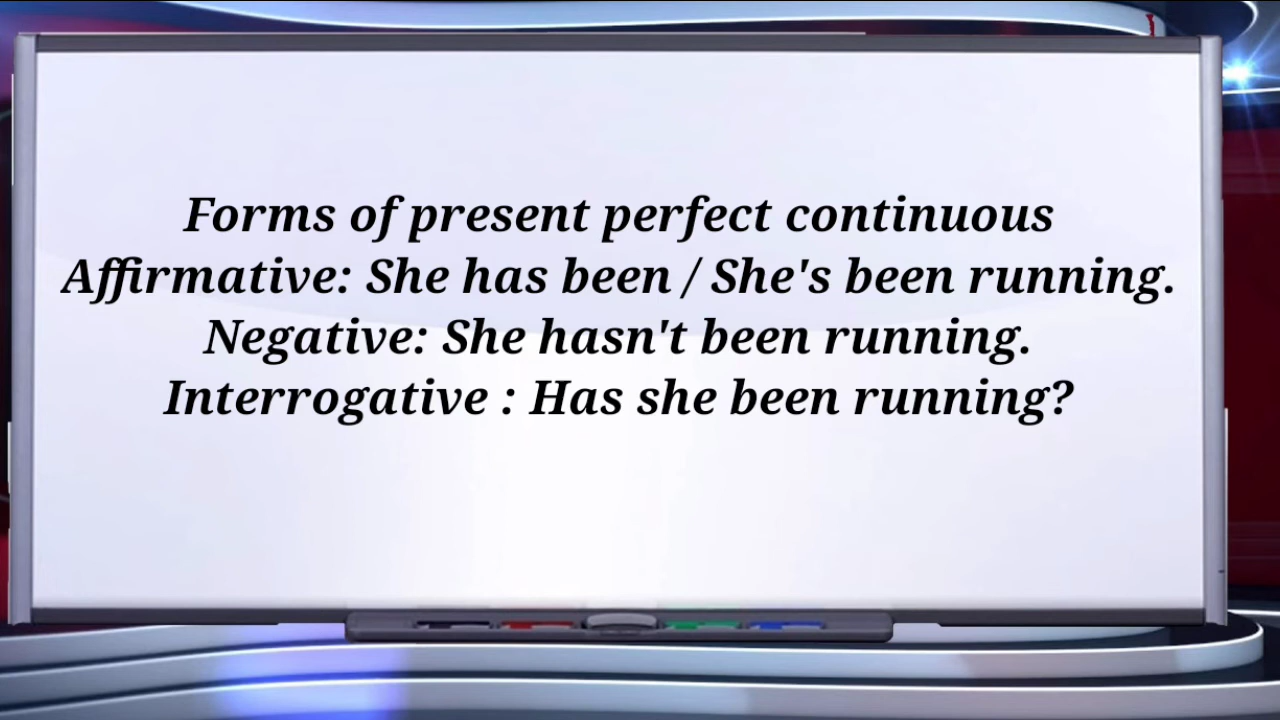 Forms of present perfect continuous
Affirmative: She has been / She's been running.
Negative: She hasn't been running.
Interrogative : Has she been running?